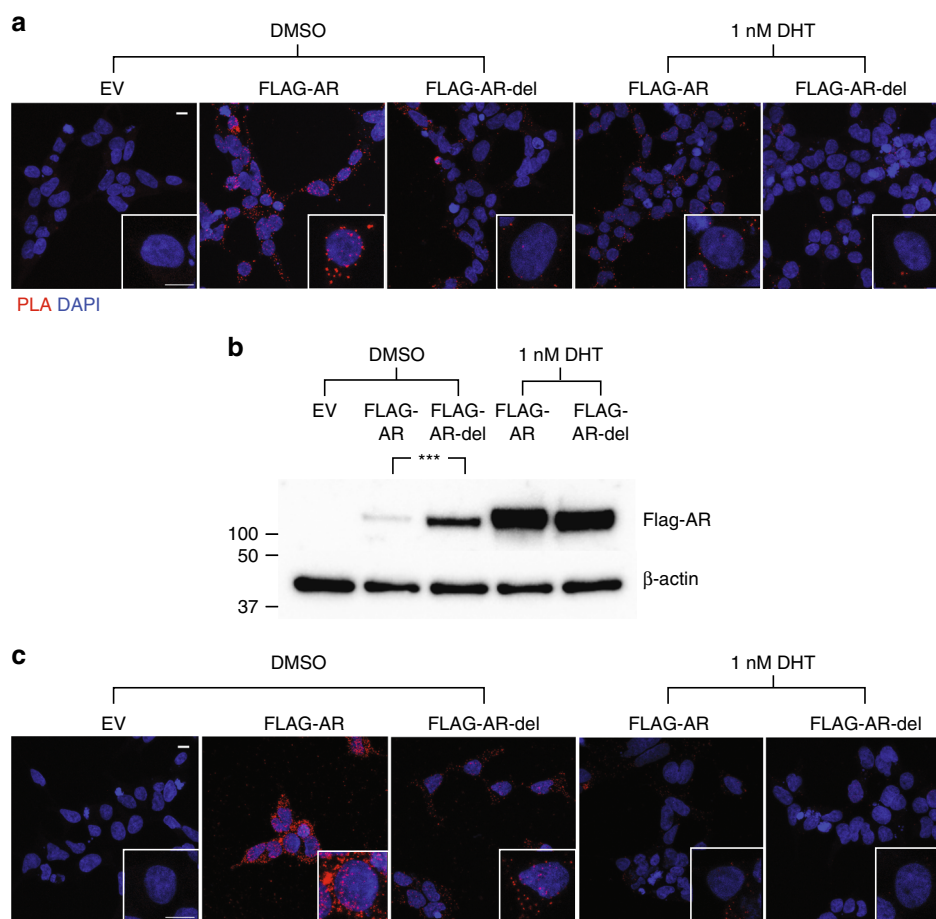 a
DMSO
1 nM DHT
EV
FLAG-AR
FLAG-AR-del
FLAG-AR
FLAG-AR-del
PLA DAPI
b
DMSO
1 nM DHT
EV
FLAG-
AR
FLAG-
AR-del
FLAG-
AR
FLAG-
AR-del
***
Flag-AR
100
50
β-actin
37
c
DMSO
1 nM DHT
EV
FLAG-AR
FLAG-AR-del
FLAG-AR
FLAG-AR-del